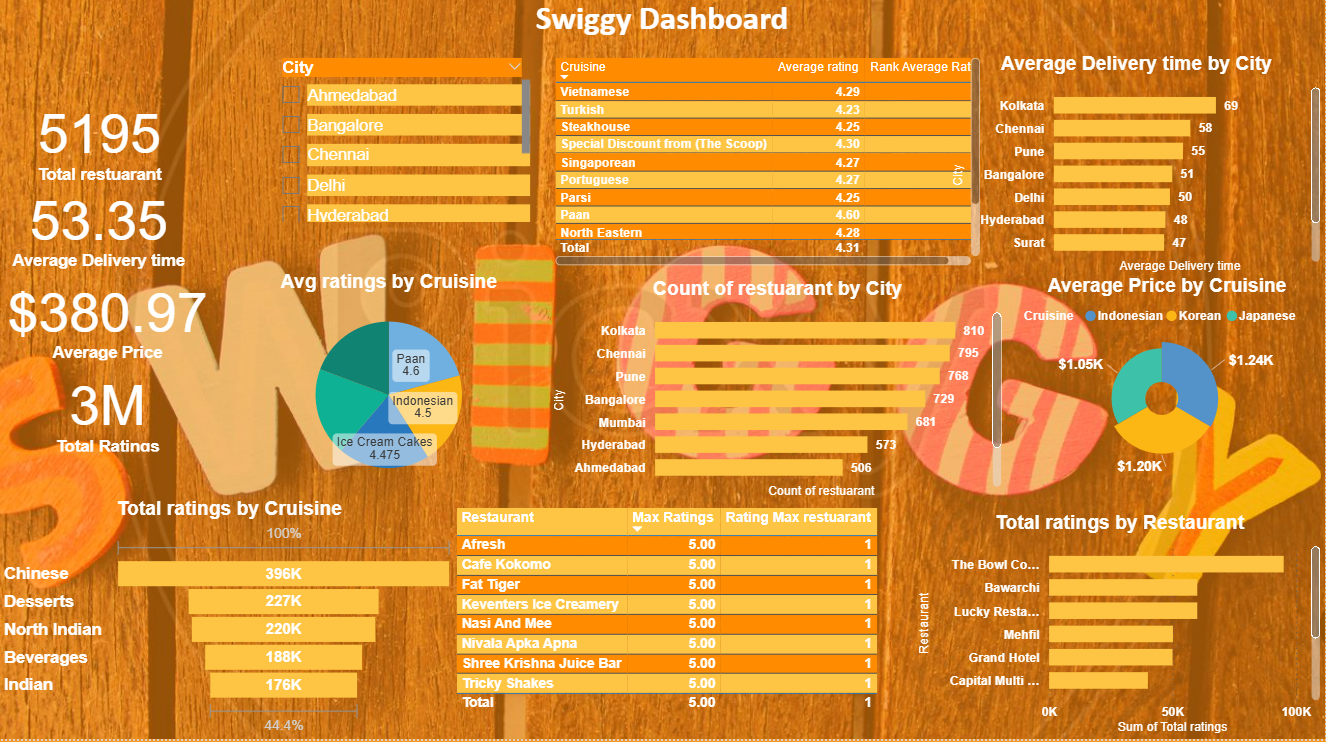 Swiggy Dashboard
5195
Total restuarant
53.35
Average Delivery time
$380.97
Average Price
3M
Total Ratings
City
Ahmedabad
Bangalore
Chennai
Delhi
Hyderabad
Cruisine Average rating Rank Average Rat
Vietnamese 4.29
Turkish 4.23
Steakhouse 4.25
Special Discount from (The Scoop) 4.30
Singaporean 4.27
Portuguese 4.27
Parsi 4.25
Paan 4.60
North Eastern 4.28
Total 4.31
Average Delivery time by City
City
Kolkata 69
Chennai 58
Pune 55
Bangalore 51
Delhi 50
Hyderabad 48
Surat 47
Average Delivery time
Avg ratings by Cruisine
Paan
4.6
Indonesian
4.5
Ice Cream Cakes
4.475
Count of restuarant by City
City
Kolkata 810
Chennai 795
Pune 768
Bangalore 729
Mumbai 681
Hyderabad 573
Ahmedabad 506
Count of restuarant
Average Price by Cruisine
Cruisine Indonesian Korean Japanese
$1.05K
$1.24K
$1.20K
Total ratings by Cruisine
100%
Chinese 396K
Desserts 227K
North Indian 220K
Beverages 188K
Indian 176K
44.4%
Restaurant Max Ratings Rating Max restuarant
Afresh 5.00 1
Cafe Kokomo 5.00 1
Fat Tiger 5.00 1
Keventers Ice Creamery 5.00 1
Nasi And Mee 5.00 1
Nivala Apka Apna 5.00 1
Shree Krishna Juice Bar 5.00 1
Tricky Shakes 5.00 1
Total 5.00 1
Total ratings by Restaurant
Restaurant
The Bowl Co...
Bawarchi
Lucky Resta...
Mehfil
Grand Hotel
Capital Multi ...
0K 50K 100K
Sum of Total ratings
SWIGGY